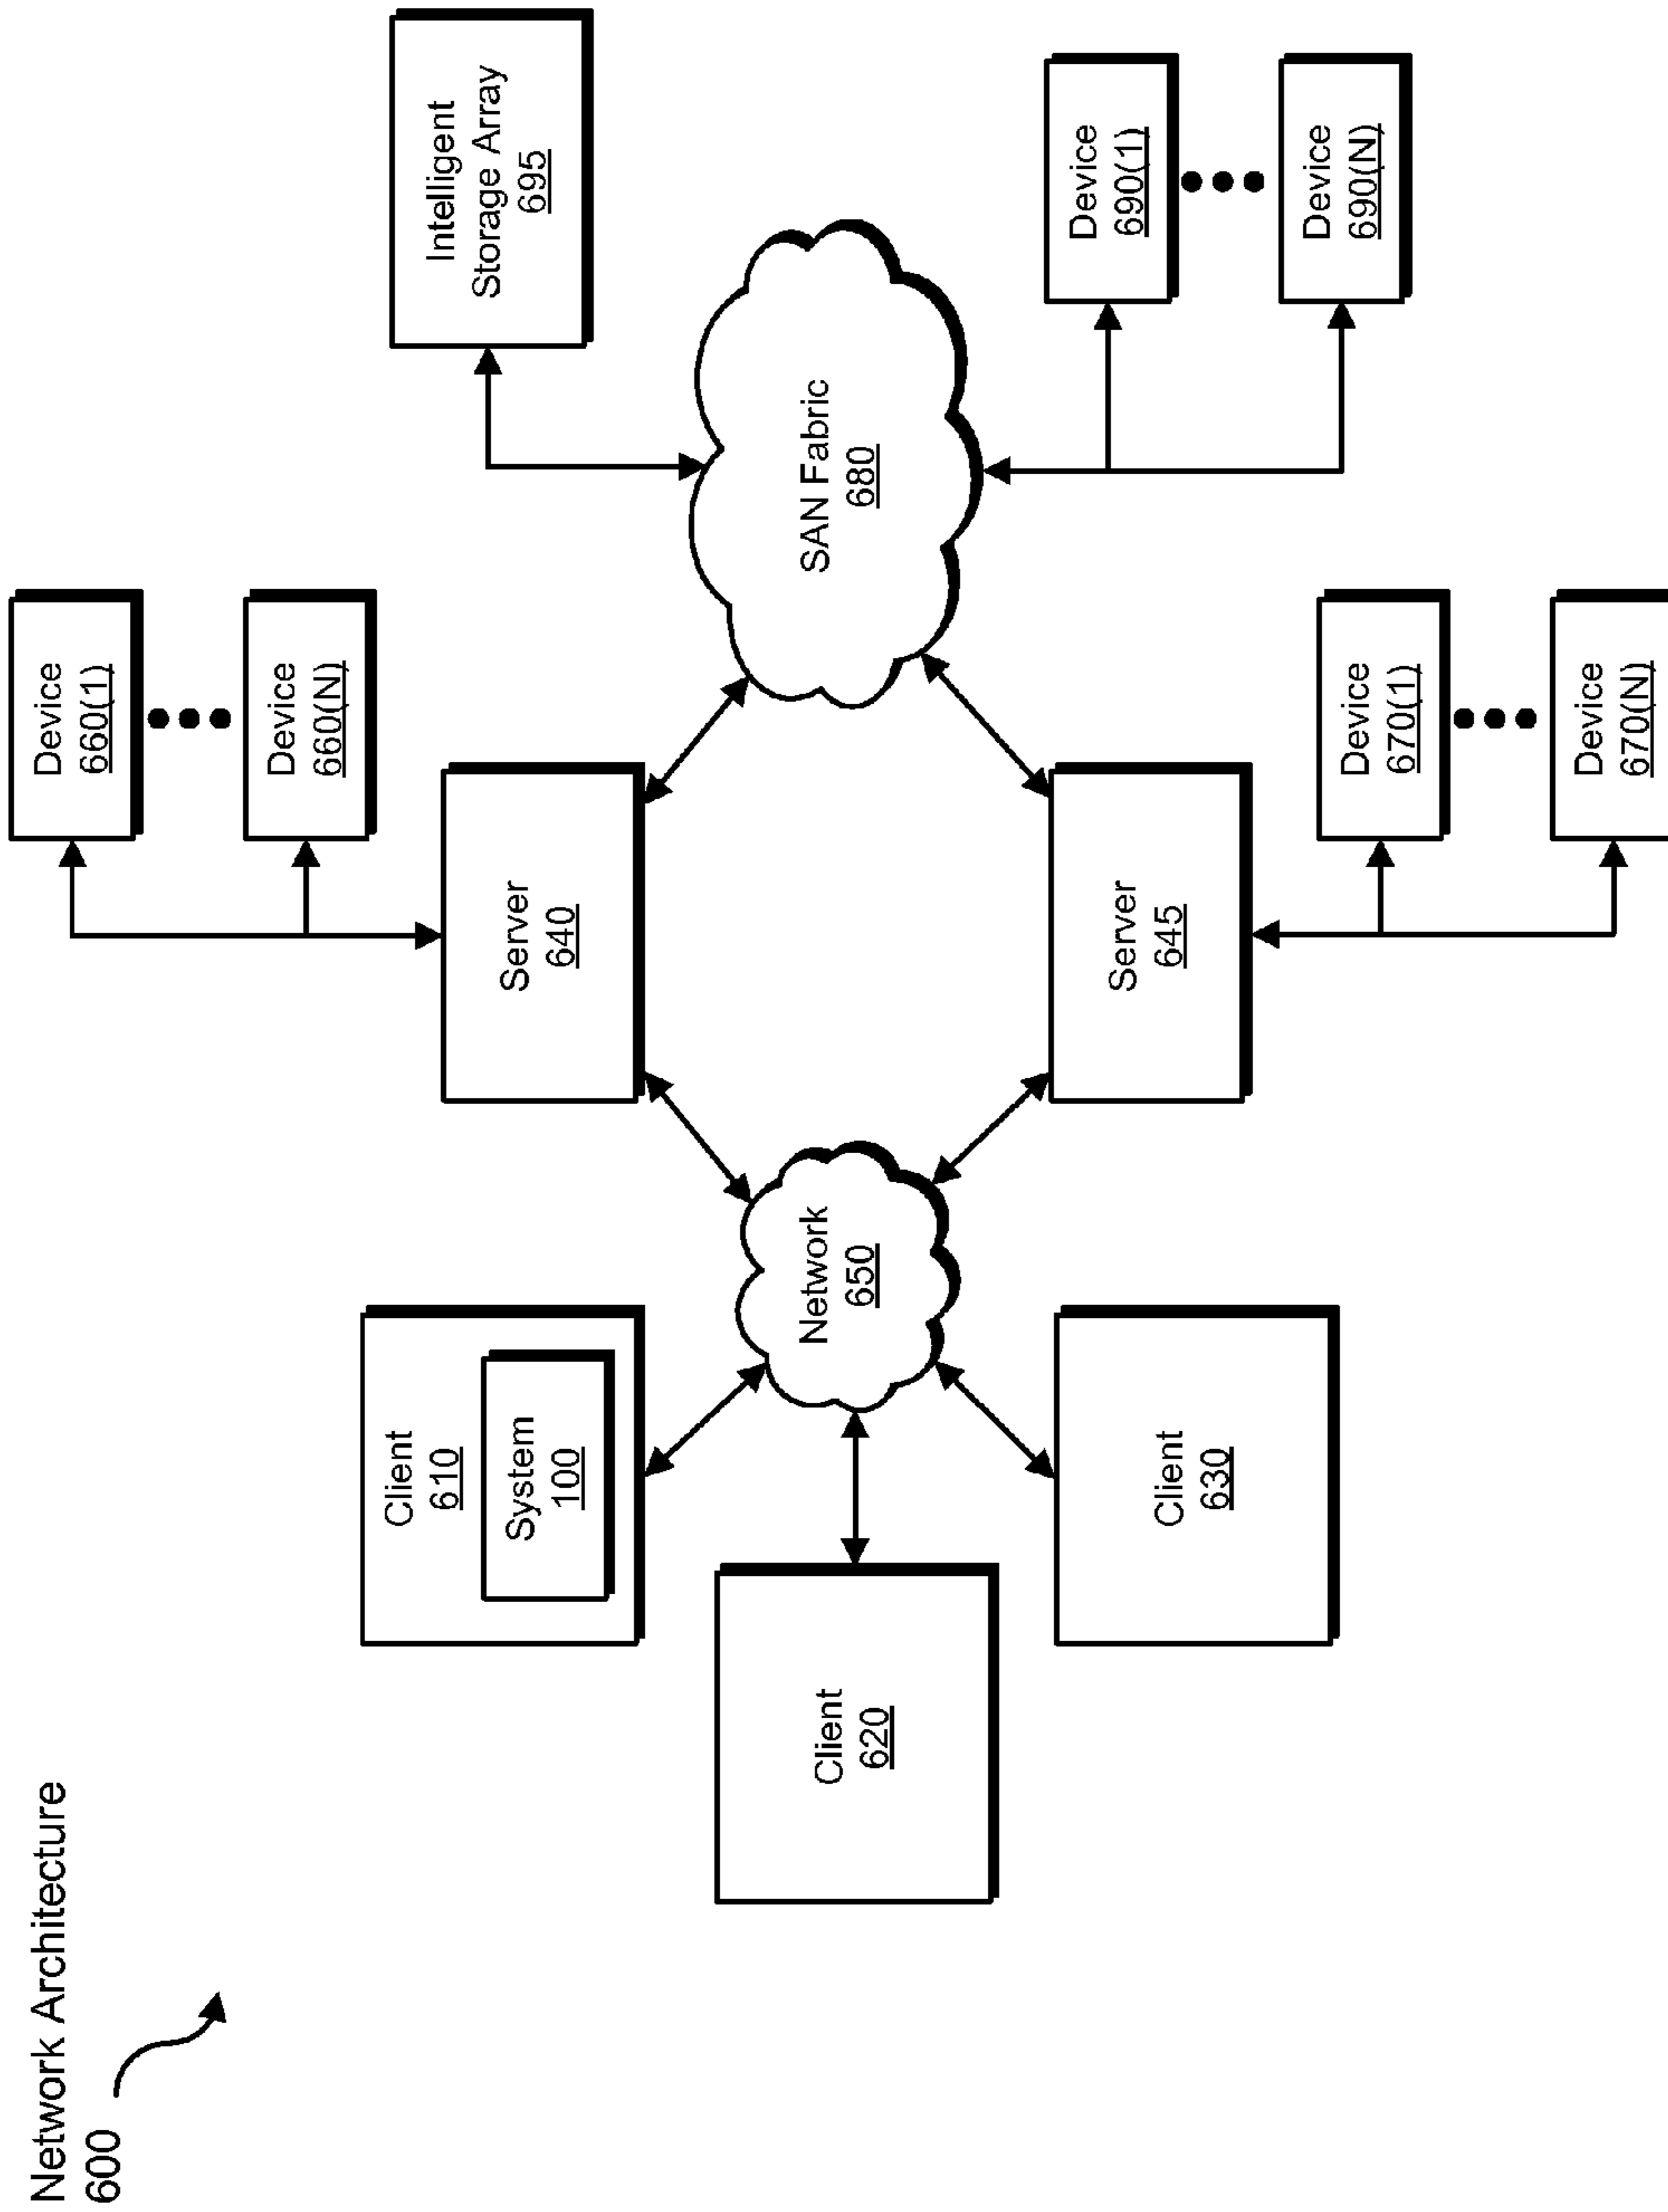 Network Architecture
600
Client
610
System
100
Client
620
Client
630
Network
650
Device
660(1)
Device
660(N)
Server
640
Server
645
Device
670(1)
Device
670(N)
SAN Fabric
680
Intelligent
Storage Array
695
Device
690(1)
Device
690(N)